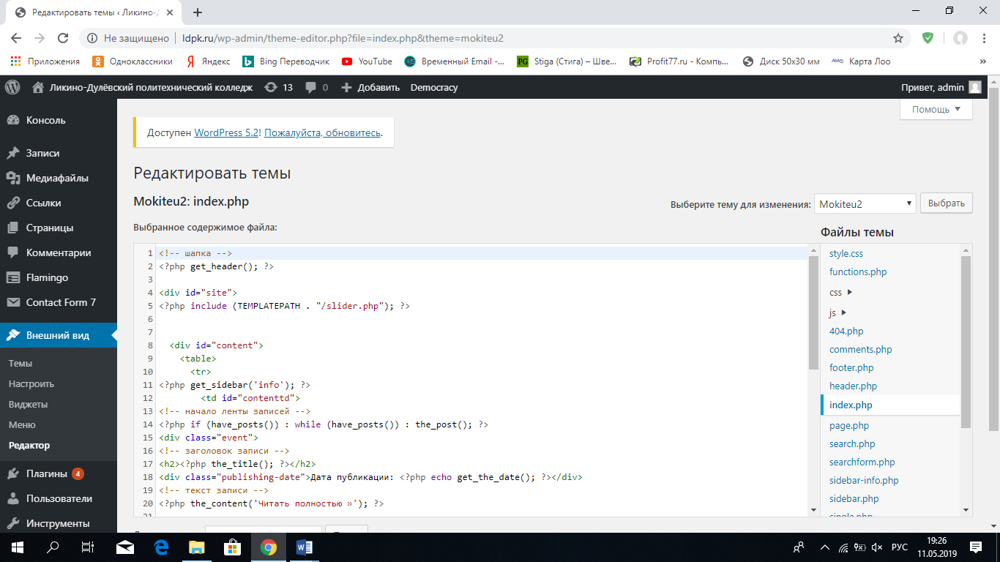 Редактировать темы ‹ Ликино-Д
Не защищено | ldpk.ru/wp-admin/theme-editor.php?file=index.php&theme=mokiteu2
Приложения Одноклассники Яндекс Bing Переводчик YouTube Временный Email -... Stiga (Стига) – Шве... Profit77.ru - Компь... Диск 50x30 мм Карта Лоо »
Ликино-Дулёвский политехнический колледж 13 0 Добавить Democracy Привет, admin
Помощь
Консоль
Записи
Медиафайлы
Ссылки
Страницы
Комментарии
Flamingo
Contact Form 7
Внешний вид
Темы
Настроить
Виджеты
Меню
Редактор
Плагины 4
Пользователи
Инструменты
Доступен WordPress 5.2! Пожалуйста, обновитесь.
Редактировать темы
Mokiteu2: index.php
Выберите тему для изменения: Mokiteu2 Выбрать
Выбранное содержимое файла:
1 <!-- шапка -->
2 <?php get_header(); ?>
3
4 <div id="site">
5 <?php include (TEMPLATEPATH . "/slider.php"); ?>
6
7
8 <div id="content">
9 <table>
10 <tr>
11 <?php get_sidebar('info'); ?>
12 <td id="contenttd">
13 <!-- начало ленты записей -->
14 <?php if (have_posts()) : while (have_posts()) : the_post(); ?>
15 <div class="event">
16 <!-- заголовок записи -->
17 <h2><?php the_title(); ?></h2>
18 <div class="publishing-date">Дата публикации: <?php echo get_the_date(); ?></div>
19 <!-- текст записи -->
20 <?php the_content('Читать полностью »'); ?>
21
Файлы темы
style.css
functions.php
css
js
404.php
comments.php
footer.php
header.php
index.php
page.php
search.php
searchform.php
sidebar-info.php
sidebar.php
single.php
РУС
19:26
11.05.2019